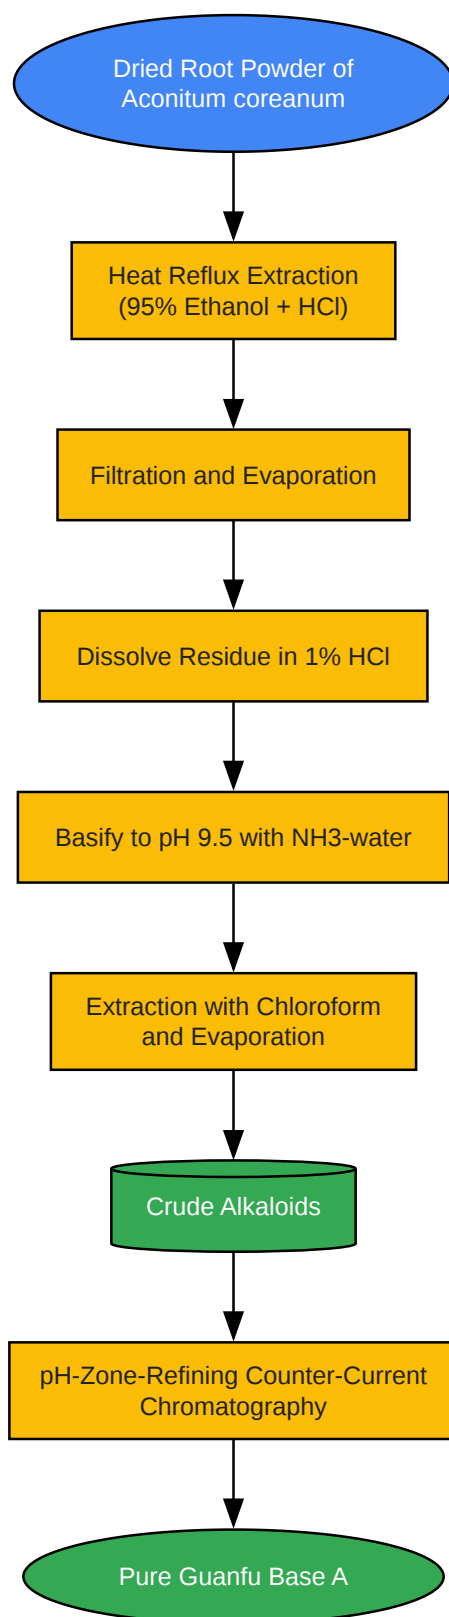 Dried Root Powder of
Aconitum coreanum
Heat Reflux Extraction
(95% Ethanol + HCl)
Filtration and Evaporation
Dissolve Residue in 1% HCl
Basify to pH 9.5 with NH3-water
Extraction with Chloroform
and Evaporation
Crude Alkaloids
pH-Zone-Refining Counter-Current
Chromatography
Pure Guanfu Base A